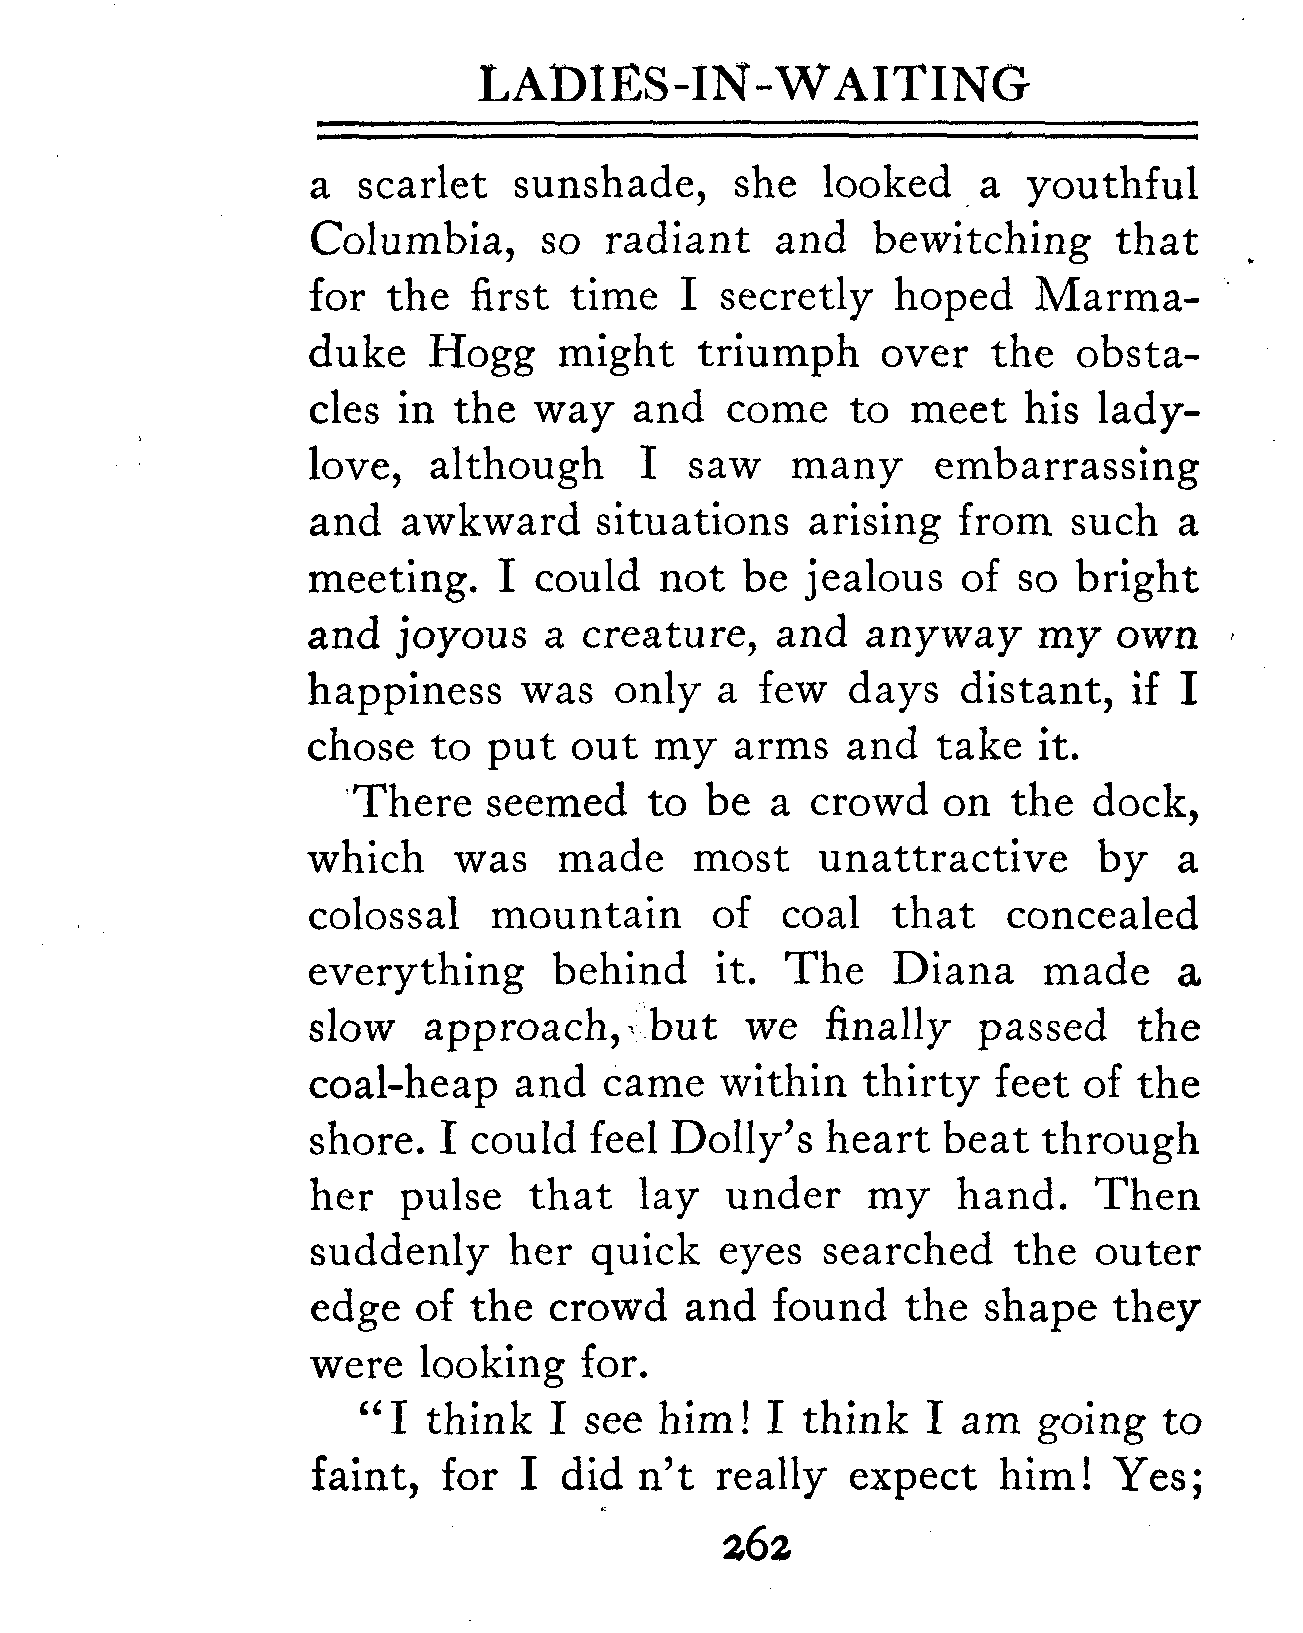 LADIES-IN-WAITING
a scarlet sunshade, she looked a youthful
Columbia, so radiant and bewitching that
for the first time I secretly hoped Marma-
duke Hogg might triumph over the obsta-
cles in the way and come to meet his lady-
love, although I saw many embarrassing
and awkward situations arising from such a
meeting. I could not be jealous of so bright
and joyous a creature, and anyway my own
happiness was only a few days distant, if I
chose to put out my arms and take it.
There seemed to be a crowd on the dock,
which was made most unattractive by a
colossal mountain of coal that concealed
everything behind it. The Diana made a
slow approach, but we finally passed the
coal-heap and came within thirty feet of the
shore. I could feel Dolly's heart beat through
her pulse that lay under my hand. Then
suddenly her quick eyes searched the outer
edge of the crowd and found the shape they
were looking for.
"I think I see him! I think I am going to
faint, for I did n't really expect him! Yes;
262